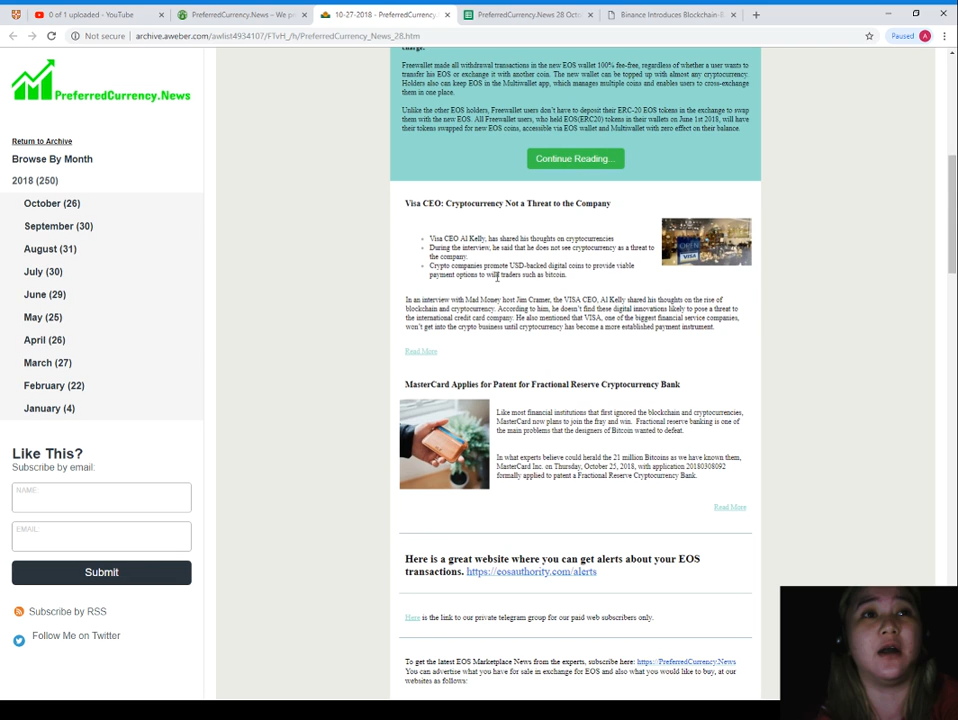 0 of 1 uploaded - YouTube
PreferredCurrency.News – We pr
10-27-2018 - PreferredCurrency.
PreferredCurrency.News 28 Octo
Binance Introduces Blockchain-B
Not secure | archive.aweber.com/awlist4934107/FTvH_/h/PreferredCurrency_News_28.htm
Paused
A
PreferredCurrency.News
Return to Archive
Browse By Month
2018 (250)
October (26)
September (30)
August (31)
July (30)
June (29)
May (25)
April (26)
March (27)
February (22)
January (4)
Like This?
Subscribe by email:
NAME:
EMAIL:
Submit
Subscribe by RSS
Follow Me on Twitter
charge.
Freewallet made all withdrawal transactions in the new EOS wallet 100% fee-free, regardless of whether a user wants to
transfer his EOS or exchange it with another coin. The new wallet can be topped up with almost any cryptocurrency.
Holders also can keep EOS in the Multiwallet app, which manages multiple coins and enables users to cross-exchange
them in one place.
Unlike the other EOS holders, Freewallet users don't have to deposit their ERC-20 EOS tokens in the exchange to swap
them with the new EOS. All Freewallet users, who held EOS(ERC20) tokens in their wallets on June 1st 2018, will have
their tokens swapped for new EOS coins, accessible via EOS wallet and Multiwallet with zero effect on their balance.
Continue Reading...
Visa CEO: Cryptocurrency Not a Threat to the Company
Visa CEO Al Kelly, has shared his thoughts on cryptocurrencies
During the interview, he said that he does not see cryptocurrency as a threat to
the company.
Crypto companies promote USD-backed digital coins to provide viable
payment options to wild traders such as bitcoin.
OPEN
VISA
In an interview with Mad Money host Jim Cramer, the VISA CEO, Al Kelly shared his thoughts on the rise of
blockchain and cryptocurrency. According to him, he doesn't find these digital innovations likely to pose a threat to
the international credit card company. He also mentioned that VISA, one of the biggest financial service companies,
won't get into the crypto business until cryptocurrency has become a more established payment instrument.
Read More
MasterCard Applies for Patent for Fractional Reserve Cryptocurrency Bank
Like most financial institutions that first ignored the blockchain and cryptocurrencies,
MasterCard now plans to join the fray and win. Fractional reserve banking is one of
the main problems that the designers of Bitcoin wanted to defeat.
In what experts believe could herald the 21 million Bitcoins as we have known them,
MasterCard Inc. on Thursday, October 25, 2018, with application 20180308092
formally applied to patent a Fractional Reserve Cryptocurrency Bank.
Read More
Here is a great website where you can get alerts about your EOS
transactions. https://eosauthority.com/alerts
Here is the link to our private telegram group for our paid web subscribers only.
To get the latest EOS Marketplace News from the experts, subscribe here: https://PreferredCurrency.News
You can advertise what you have for sale in exchange for EOS and also what you would like to buy, at our
websites as follows: